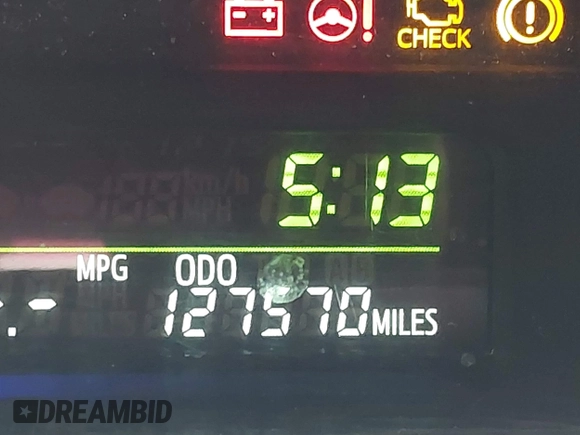 CHECK
5:13
MPG ODO
-.- 127570 MILES
DREAMBID